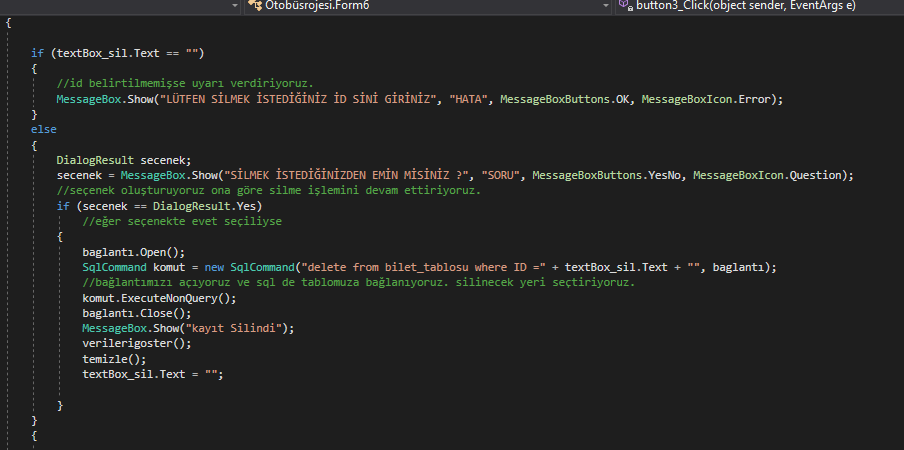 Otobüsrojesi.Form6
button3_Click(object sender, EventArgs e)
{
if (textBox_sil.Text == "")
{
//id belirtilmemişse uyarı verdiriyoruz.
MessageBox.Show("LÜTFEN SİLMEK İSTEDİĞİNİZ İD SİNİ GİRİNİZ", "HATA", MessageBoxButtons.OK, MessageBoxIcon.Error);
}
else
{
DialogResult secenek;
secenek = MessageBox.Show("SİLMEK İSTEDİĞİNİZDEN EMİN MİSİNİZ ?", "SORU", MessageBoxButtons.YesNo, MessageBoxIcon.Question);
//seçenek oluşturuyoruz ona göre silme işlemini devam ettiriyoruz.
if (secenek == DialogResult.Yes)
//eğer seçenekte evet seçiliyse
{
baglantı.Open();
SqlCommand komut = new SqlCommand("delete from bilet_tablosu where ID =" + textBox_sil.Text + "", baglantı);
//bağlantımızı açıyoruz ve sql de tablomuza bağlanıyoruz. silinecek yeri seçtiriyoruz.
komut.ExecuteNonQuery();
baglantı.Close();
MessageBox.Show("kayıt Silindi");
verilerigoster();
temizle();
textBox_sil.Text = "";
}
}
{